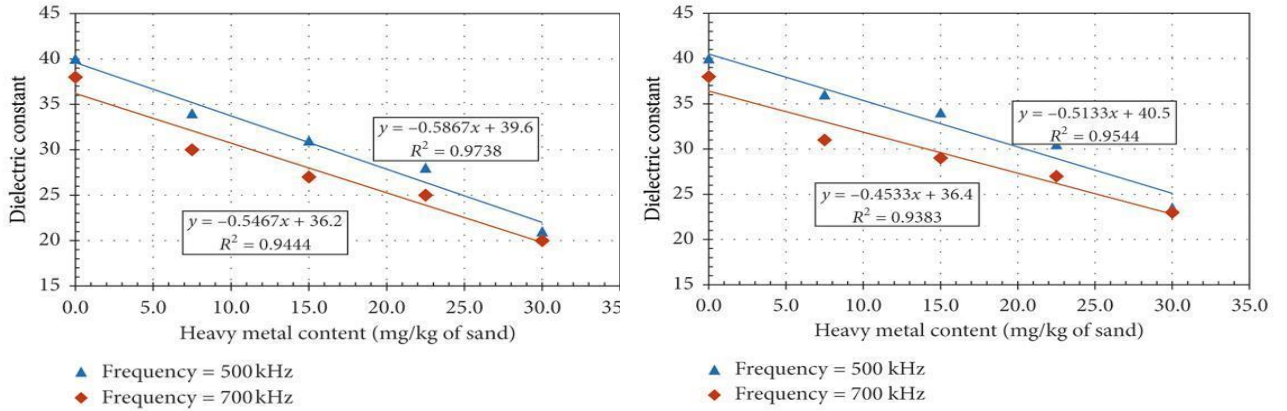 45
40
35
30
25
20
15
Dielectric constant
y = –0.5867x + 39.6
R² = 0.9738
y = –0.5467x + 36.2
R² = 0.9444
0.0 5.0 10.0 15.0 20.0 25.0 30.0 35
Heavy metal content (mg/kg of sand)
Frequency = 500 kHz
Frequency = 700 kHz
45
40
35
30
25
20
15
Dielectric constant
y = –0.5133x + 40.5
R² = 0.9544
y = –0.4533x + 36.4
R² = 0.9383
0.0 5.0 10.0 15.0 20.0 25.0 30.0 35.0
Heavy metal content (mg/kg of sand)
Frequency = 500 kHz
Frequency = 700 kHz